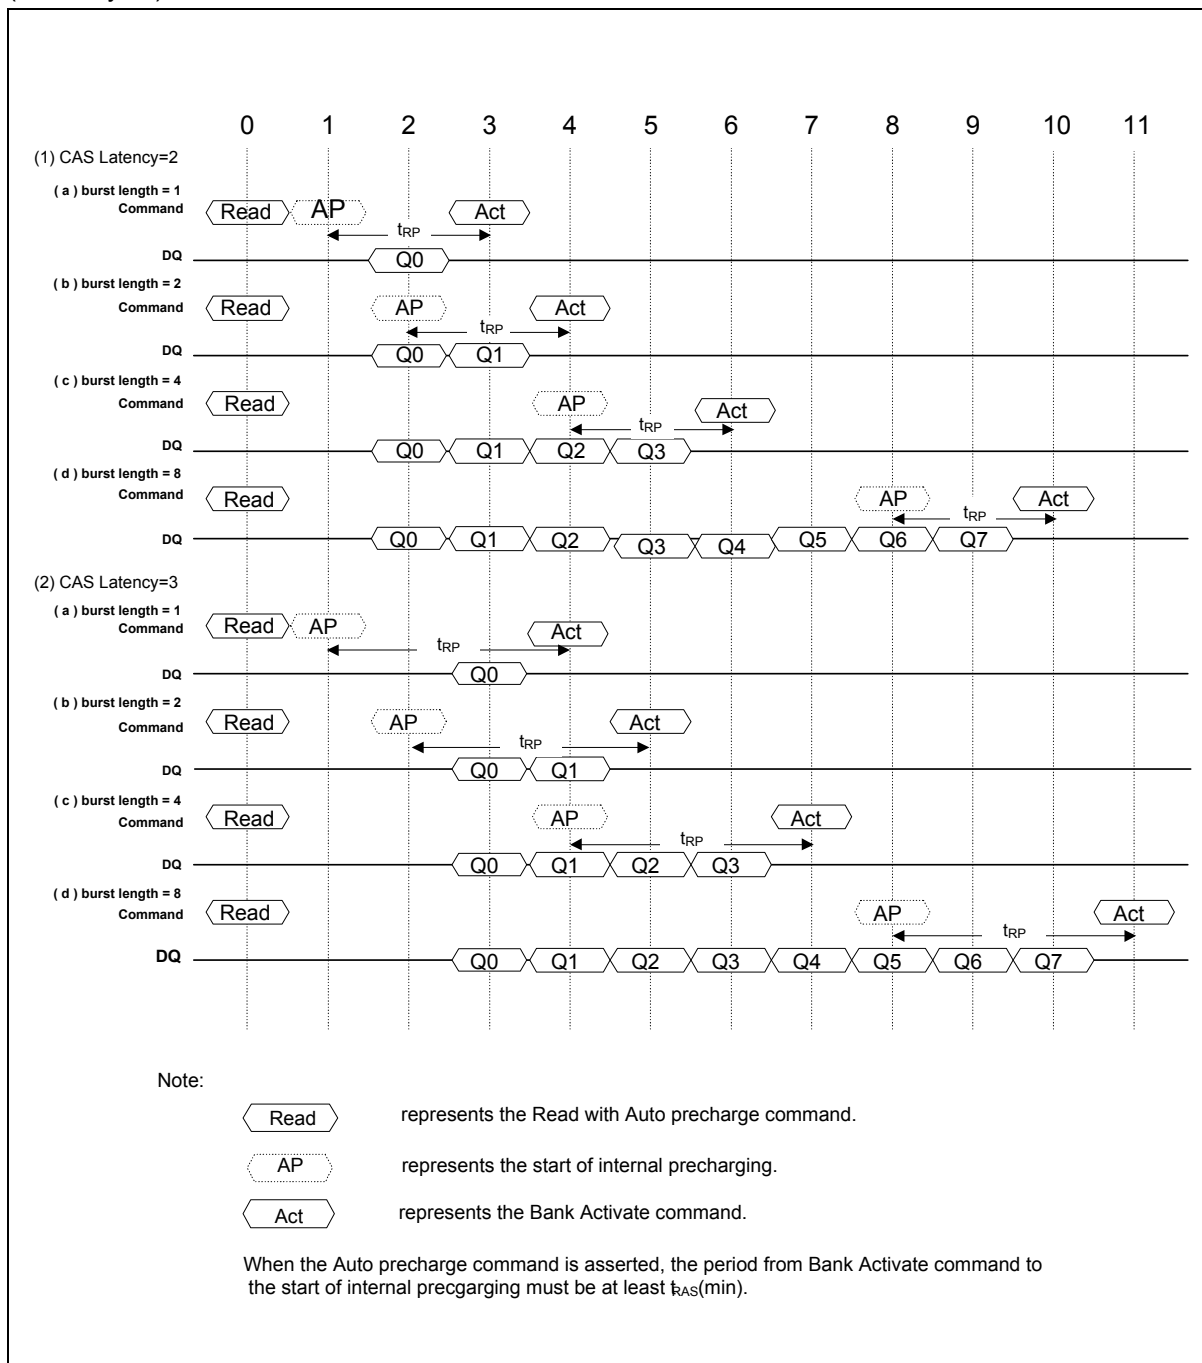 0 1 2 3 4 5 6 7 8 9 10 11
(1) CAS Latency=2
( a ) burst length = 1
Command Read AP Act
tRP
DQ Q0
( b ) burst length = 2
Command Read AP Act
tRP
DQ Q0 Q1
( c ) burst length = 4
Command Read AP Act
tRP
DQ Q0 Q1 Q2 Q3
( d ) burst length = 8
Command Read AP Act
tRP
DQ Q0 Q1 Q2 Q3 Q4 Q5 Q6 Q7
(2) CAS Latency=3
( a ) burst length = 1
Command Read AP Act
tRP
DQ Q0
( b ) burst length = 2
Command Read AP Act
tRP
DQ Q0 Q1
( c ) burst length = 4
Command Read AP Act
tRP
DQ Q0 Q1 Q2 Q3
( d ) burst length = 8
Command Read AP Act
tRP
DQ Q0 Q1 Q2 Q3 Q4 Q5 Q6 Q7
Note:
Read represents the Read with Auto precharge command.
AP represents the start of internal precharging.
Act represents the Bank Activate command.
When the Auto precharge command is asserted, the period from Bank Activate command to
the start of internal precgarging must be at least tRAS(min).